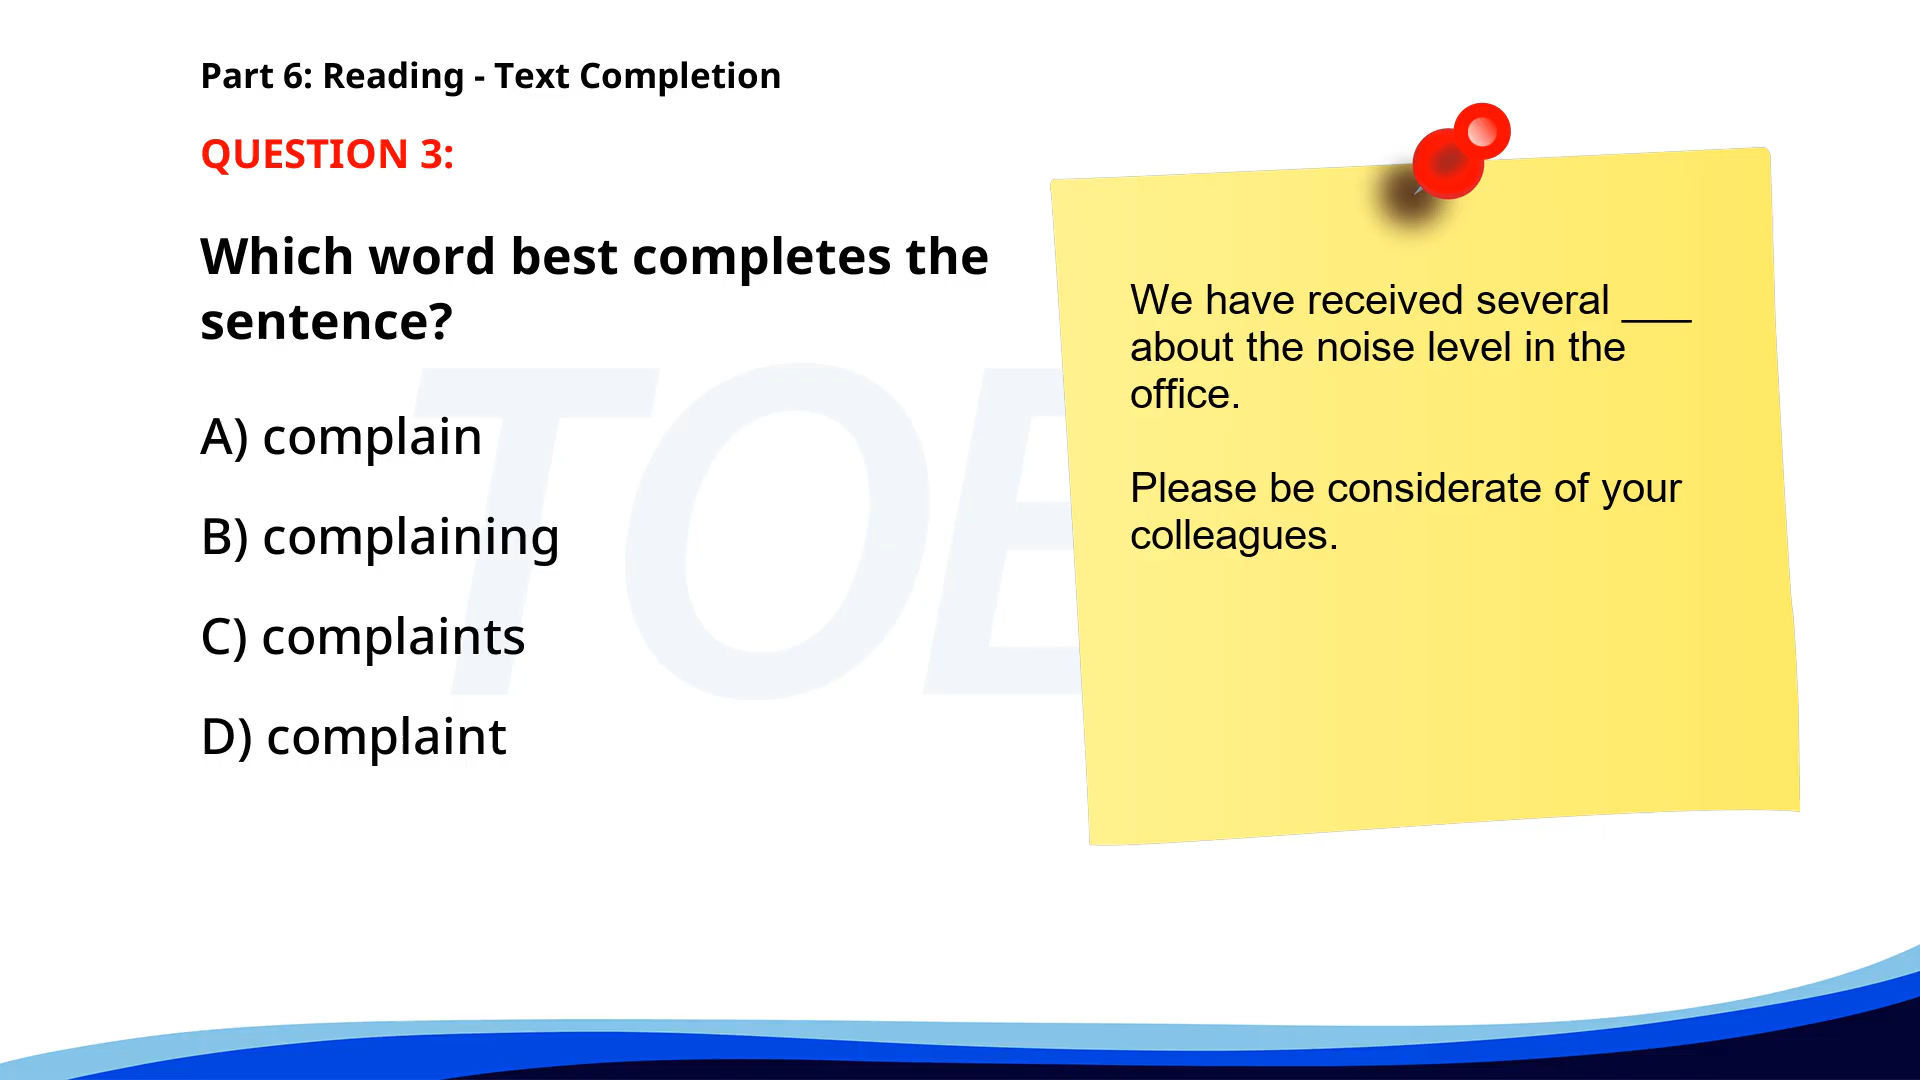 Part 6: Reading - Text Completion
QUESTION 3:
Which word best completes the
sentence?
A) complain
B) complaining
C) complaints
D) complaint
We have received several ___
about the noise level in the
office.
Please be considerate of your
colleagues.